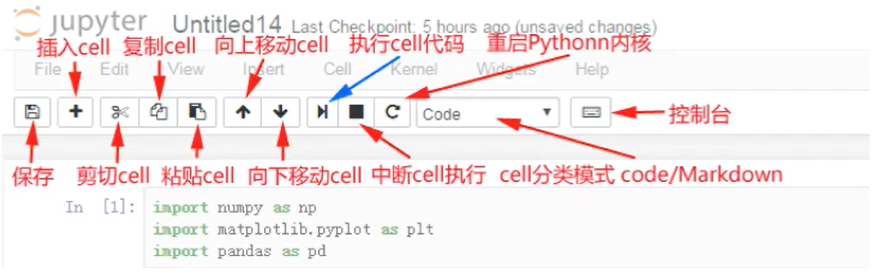 jupyter Untitled14 Last Checkpoint: 5 hours ago (unsaved changes)
插入cell 复制cell 向上移动cell 执行cell代码 重启Pythonn内核
File Edit View Insert Cell Kernel Widgets Help
Code 控制台
保存 剪切cell 粘贴cell 向下移动cell 中断cell执行 cell分类模式 code/Markdown
In [1]: import numpy as np
import matplotlib.pyplot as plt
import pandas as pd